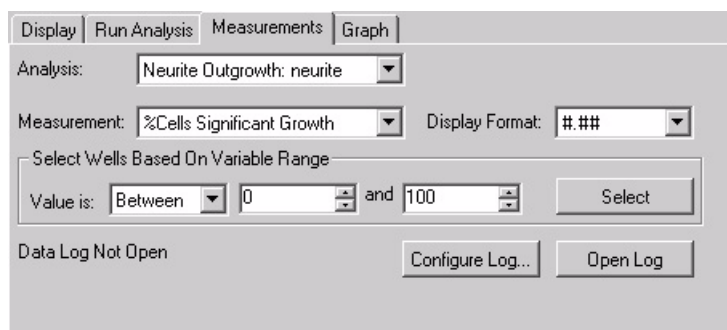 Display Run Analysis Measurements Graph
Analysis: Neurite Outgrowth: neurite
Measurement: %Cells Significant Growth Display Format: #.##
Select Wells Based On Variable Range
Value is: Between 0 and 100 Select
Data Log Not Open Configure Log... Open Log